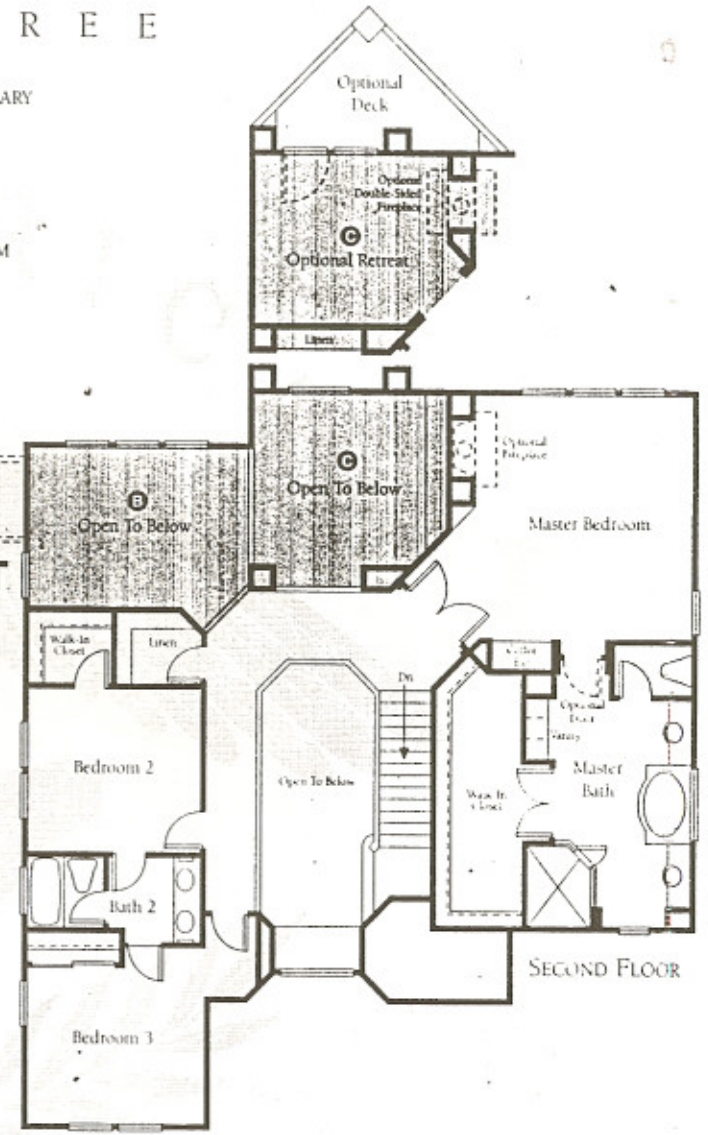 R E E
ARY
M
Optional
Deck
Optional
Double-Sided
Fireplace
C
Optional Retreat
Linen
B
Open To Below
C
Open To Below
Optional
Fireplace
Master Bedroom
Walk-In
Closet
Linen
Dn
Optional
Door
Vanity
Bedroom 2
Open To Below
Walk In
Closet
Master
Bath
Bath 2
SECOND FLOOR
Bedroom 3